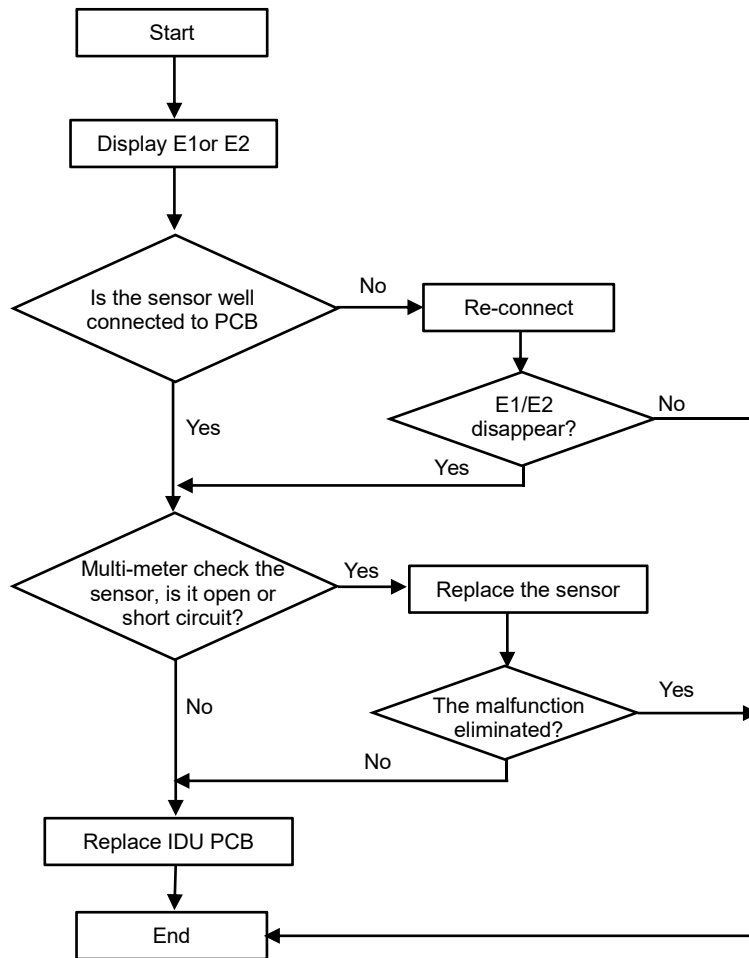 Start
Display E1or E2
Is the sensor well
connected to PCB
No
Re-connect
E1/E2
disappear?
No
Yes
Yes
Multi-meter check the
sensor, is it open or
short circuit?
Yes
Replace the sensor
The malfunction
eliminated?
Yes
No
No
Replace IDU PCB
End